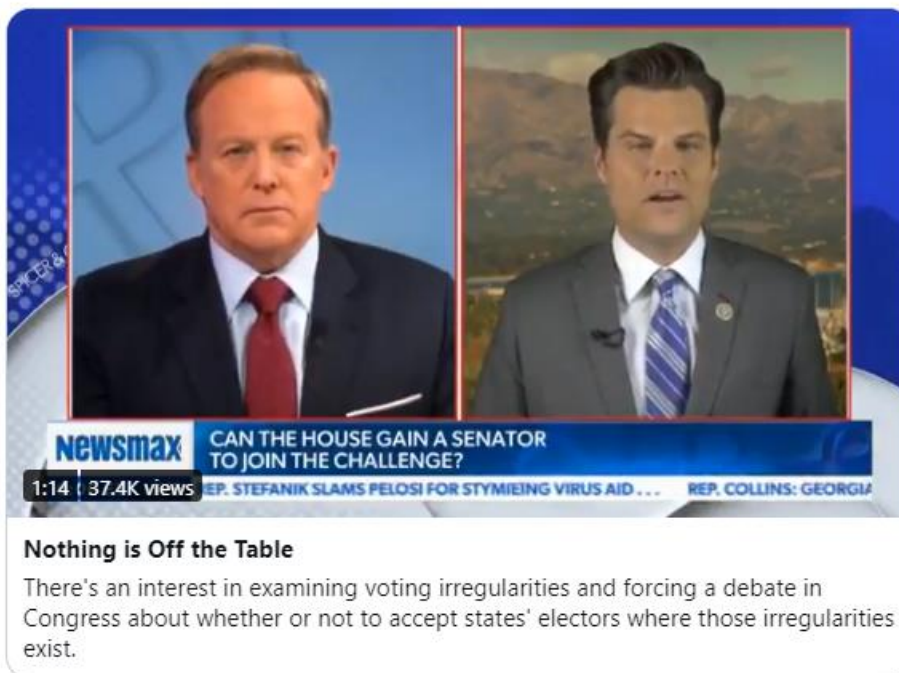 SPICER &
Newsmax
CAN THE HOUSE GAIN A SENATOR
TO JOIN THE CHALLENGE?
1:14 37.4K views
REP. STEFANIK SLAMS PELOSI FOR STYMIEING VIRUS AID... REP. COLLINS: GEORGIA
Nothing is Off the Table
There's an interest in examining voting irregularities and forcing a debate in
Congress about whether or not to accept states' electors where those irregularities
exist.